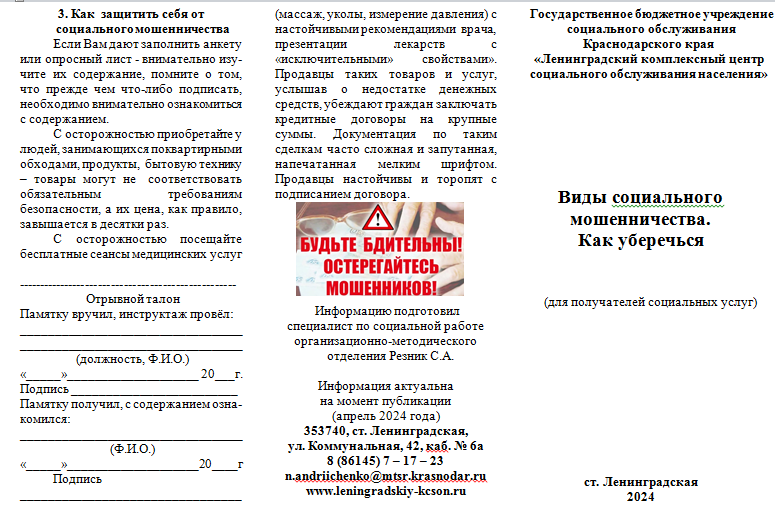 3. Как защитить себя от
социального мошенничества
Если Вам дают заполнить анкету
или опросный лист - внимательно изу-
чите их содержание, помните о том,
что прежде чем что-либо подписать,
необходимо внимательно ознакомиться
с содержанием.
С осторожностью приобретайте у
людей, занимающихся поквартирными
обходами, продукты, бытовую технику
– товары могут не соответствовать
обязательным требованиям
безопасности, а их цена, как правило,
завышается в десятки раз.
С осторожностью посещайте
бесплатные сеансы медицинских услуг
--------------------------------------------
Отрывной талон
Памятку вручил, инструктаж провёл:
___________________________________
___________________________________
(должность, Ф.И.О.)
«_____»____________________ 20___г.
Подпись __________________________
Памятку получил, с содержанием озна-
комился:
___________________________________
(Ф.И.О.)
«_____»____________________20____г
Подпись
___________________________________
(массаж, уколы, измерение давления) с
настойчивыми рекомендациями врача,
презентации лекарств с
«исключительными» свойствами».
Продавцы таких товаров и услуг,
услышав о недостатке денежных
средств, убеждают граждан заключать
кредитные договоры на крупные
суммы. Документация по таким
сделкам часто сложная и запутанная,
напечатанная мелким шрифтом.
Продавцы настойчивы и торопят с
подписанием договора.
БУДЬТЕ БДИТЕЛЬНЫ!
ОСТЕРЕГАЙТЕСЬ
МОШЕННИКОВ!
Информацию подготовил
специалист по социальной работе
организационно-методического
отделения Резник С.А.
Информация актуальна
на момент публикации
(апрель 2024 года)
353740, ст. Ленинградская,
ул. Коммунальная, 42, каб. № 6а
8 (86145) 7 – 17 – 23
n.andriichenko@mtsr.krasnodar.ru
www.leningradskiy-kcson.ru
Государственное бюджетное учреждение
социального обслуживания
Краснодарского края
«Ленинградский комплексный центр
социального обслуживания населения»
Виды социального
мошенничества.
Как уберечься
(для получателей социальных услуг)
ст. Ленинградская
2024